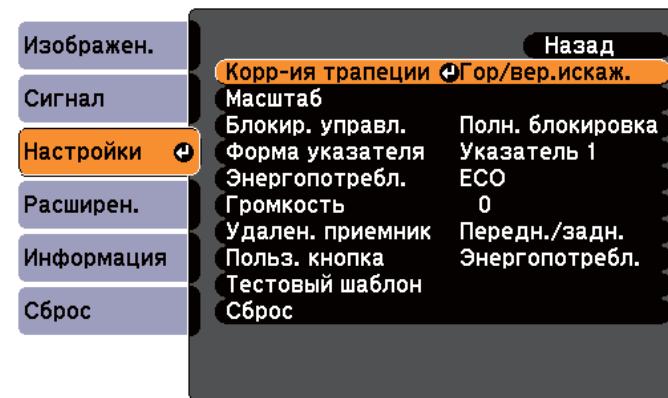 Изображен.
Сигнал
Настройки
Расширен.
Информация
Сброс
Назад
Корр-ия трапеции Гор/вер.искаж.
Масштаб
Блокир. управл. Полн. блокировка
Форма указателя Указатель 1
Энергопотребл. ECO
Громкость 0
Удален. приемник Передн./задн.
Польз. кнопка Энергопотребл.
Тестовый шаблон
Сброс